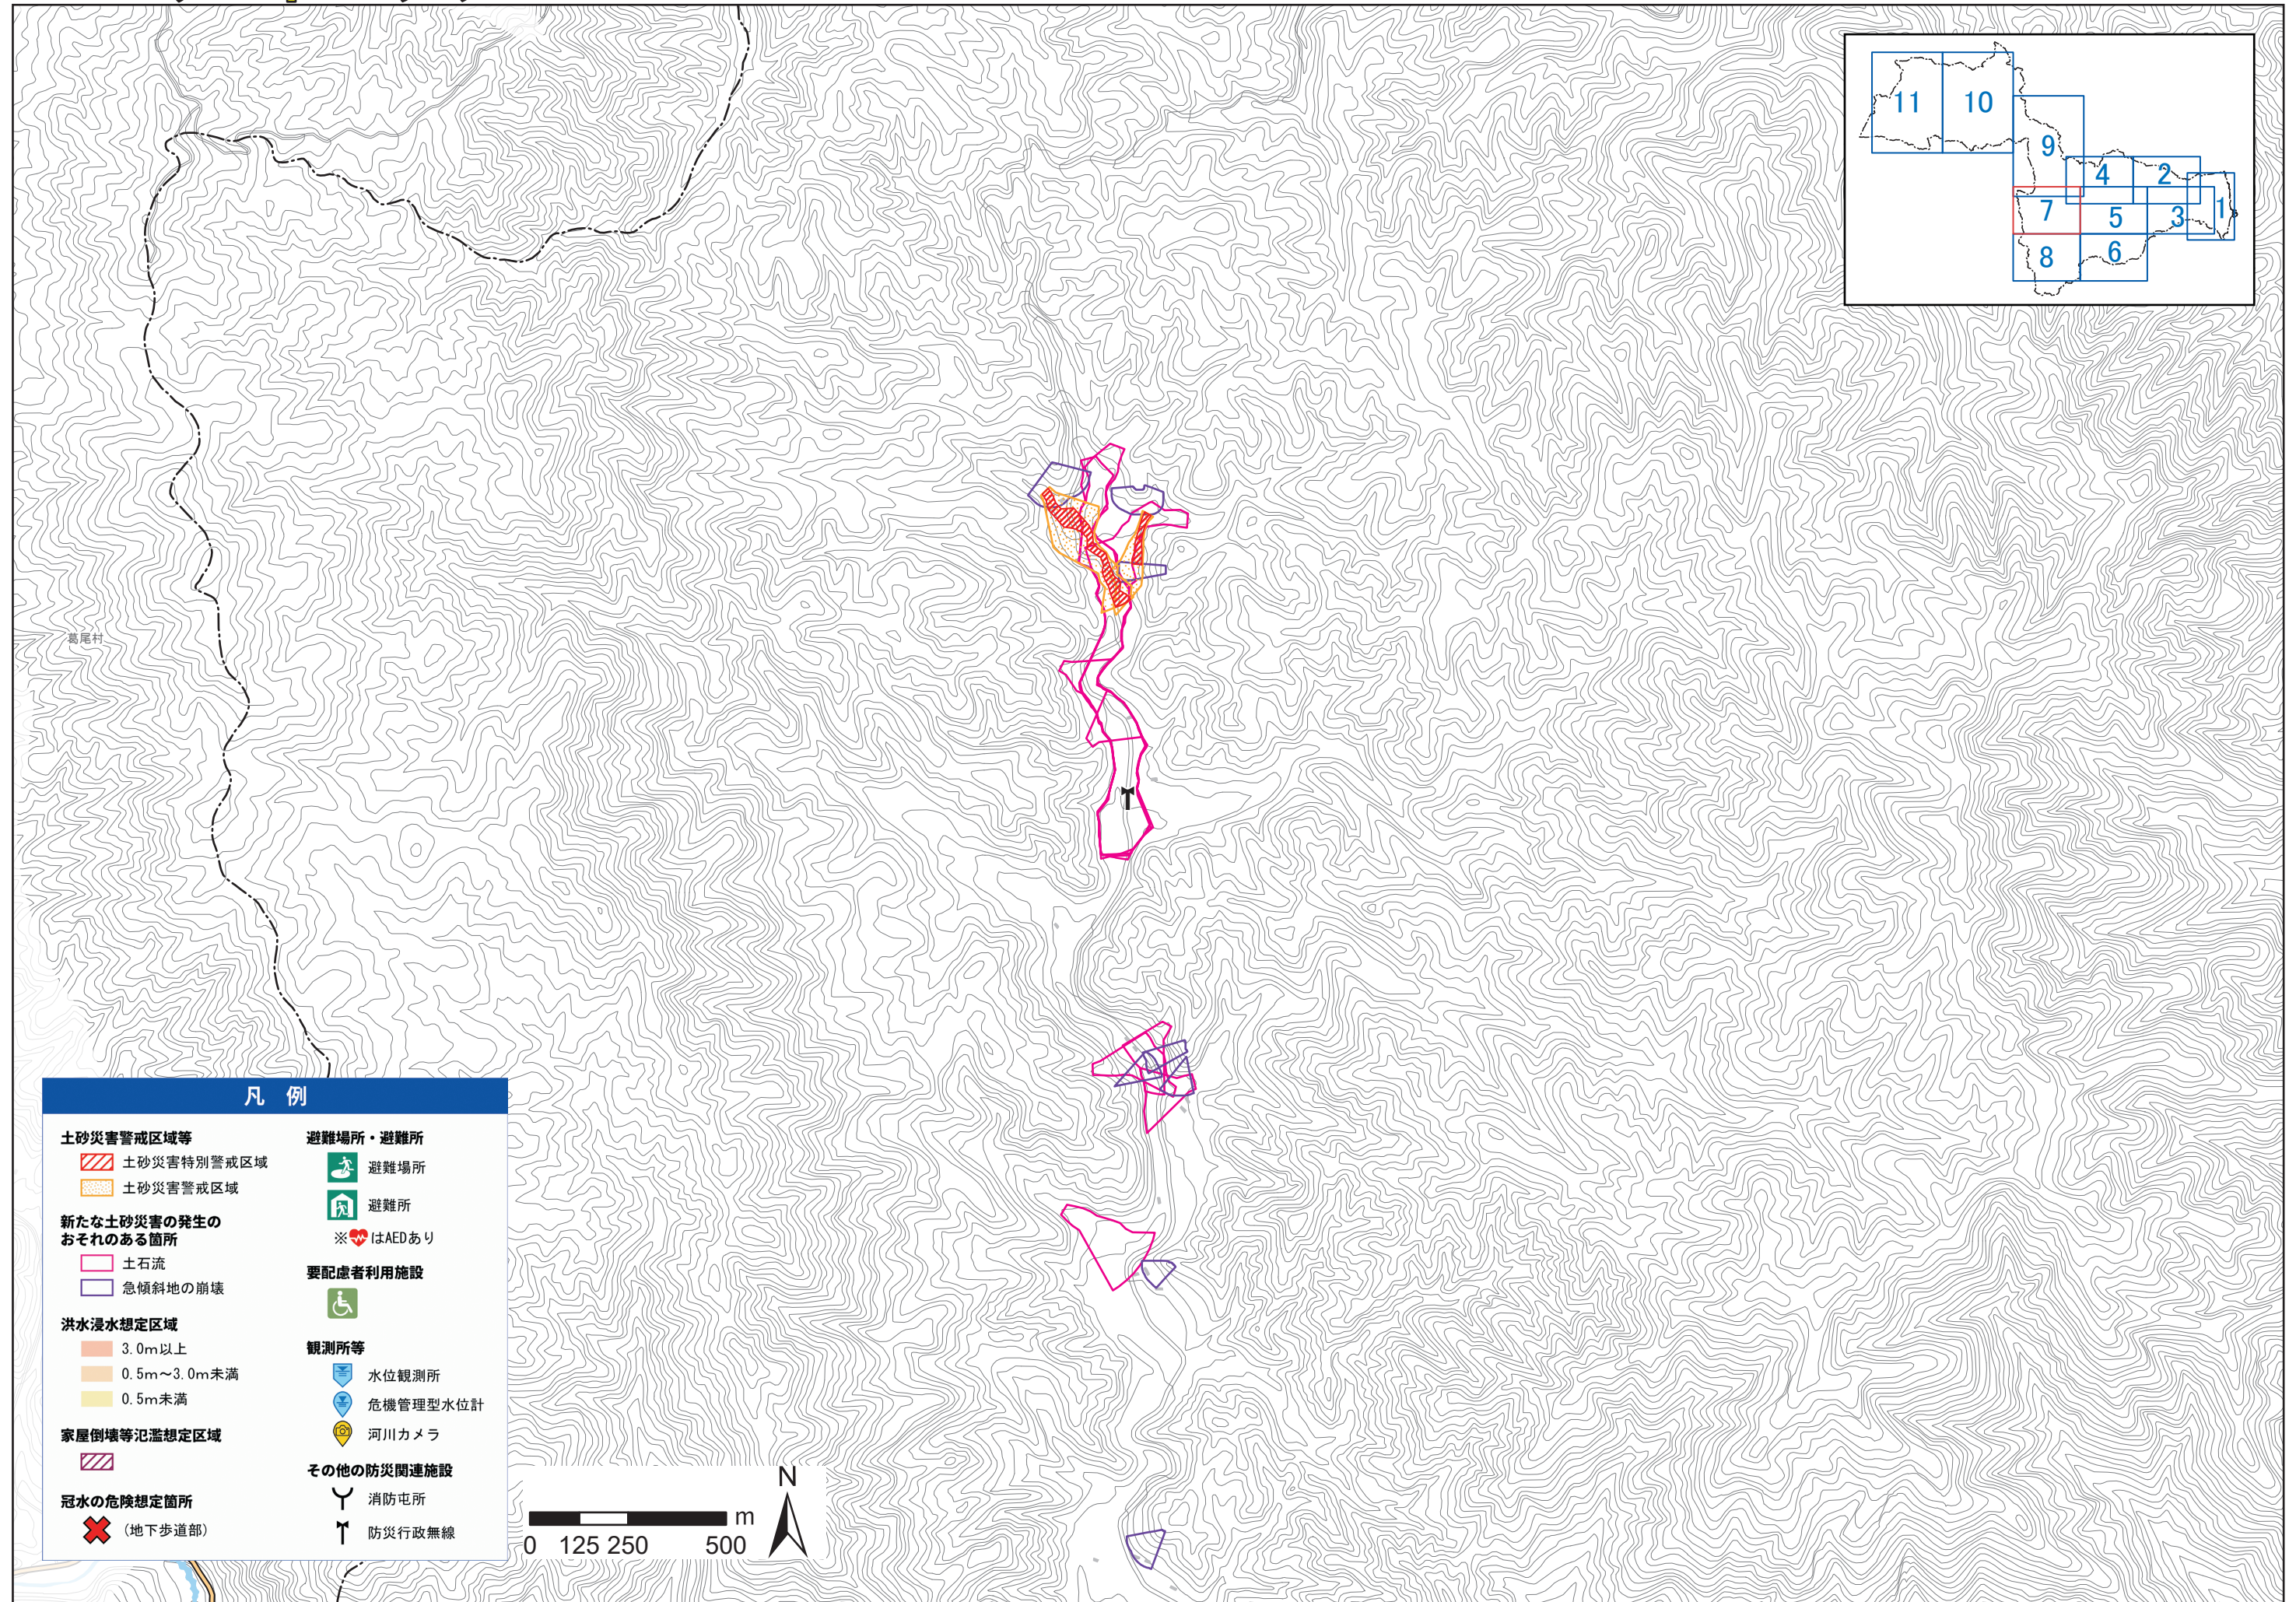 11
10
9
4
2
7
5
3
1
8
6
葛尾村
凡 例
土砂災害警戒区域等
土砂災害特別警戒区域
土砂災害警戒区域
新たな土砂災害の発生の
おそれのある箇所
土石流
急傾斜地の崩壊
洪水浸水想定区域
3.0m以上
0.5m～3.0m未満
0.5m未満
家屋倒壊等氾濫想定区域
冠水の危険想定箇所
(地下歩道部)
避難場所・避難所
避難場所
避難所
※はAEDあり
要配慮者利用施設
観測所等
水位観測所
危機管理型水位計
河川カメラ
その他の防災関連施設
消防屯所
防災行政無線
N
m
0 125 250 500